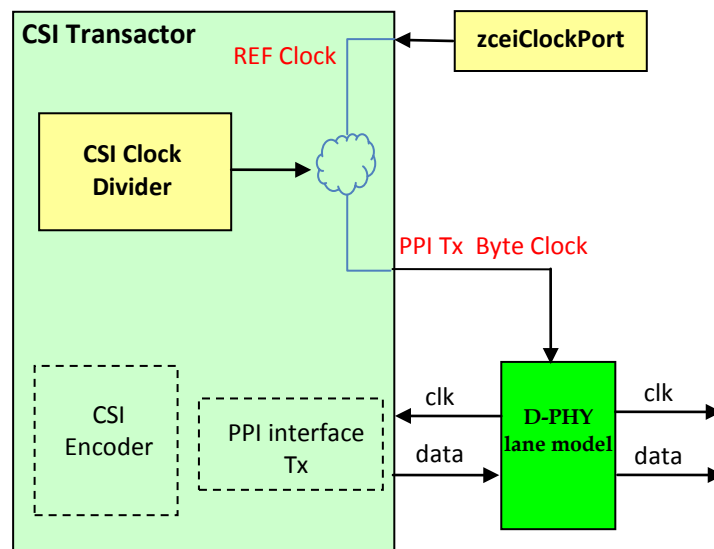 CSI Transactor
zceiClockPort
REF Clock
CSI Clock
Divider
PPI Tx  Byte Clock
CSI
Encoder
PPI interface
Tx
clk
data
D-PHY
lane model
clk
data